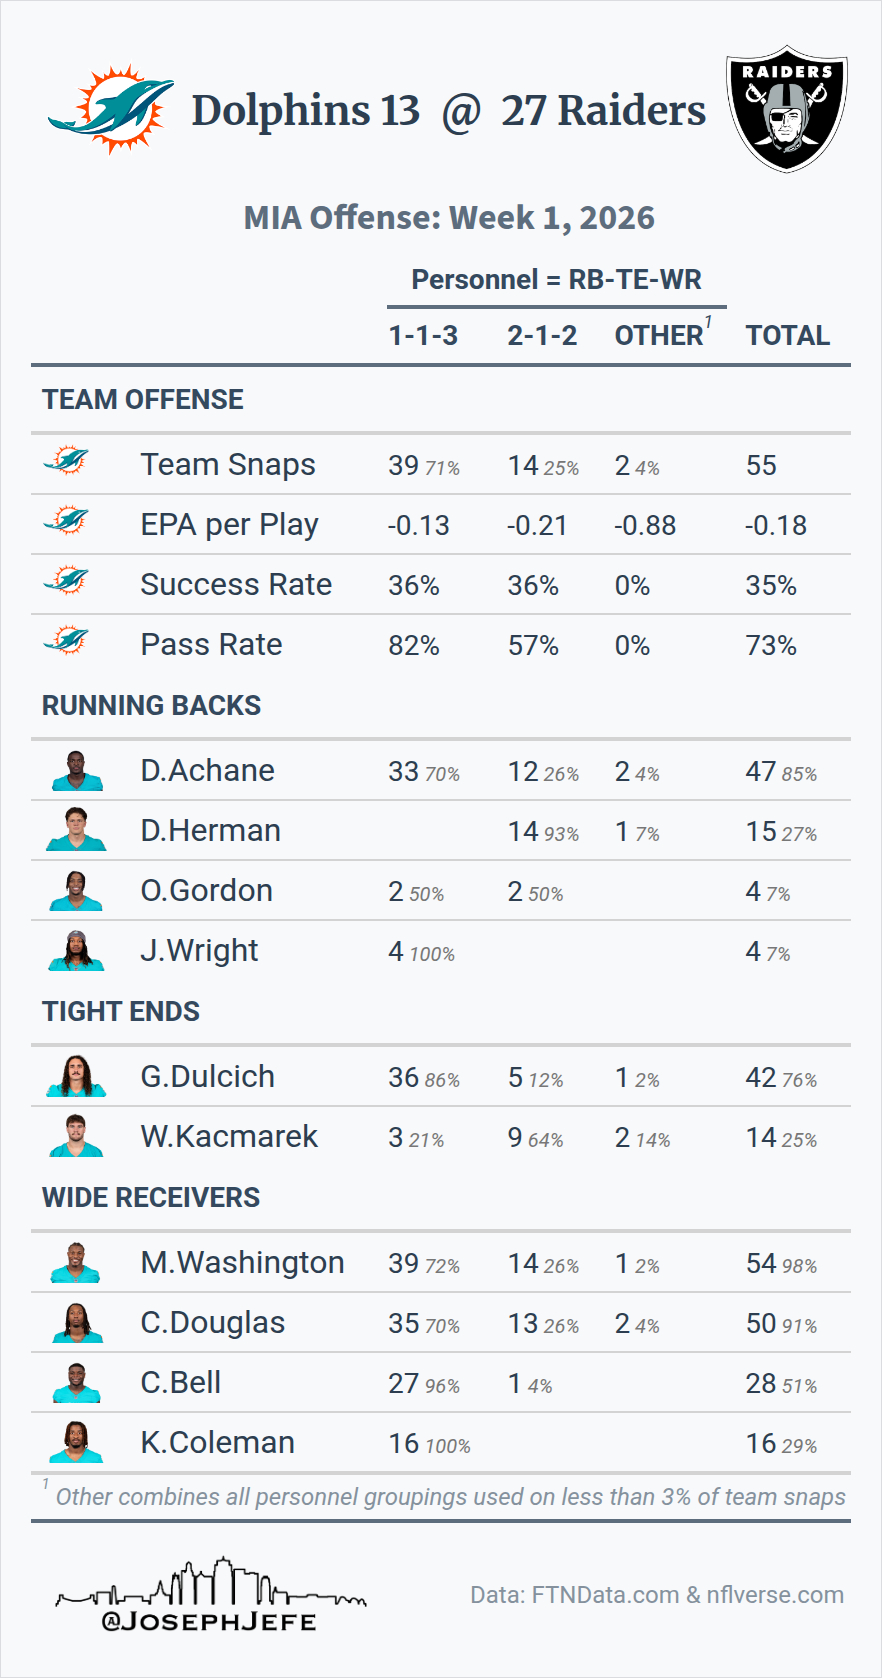 RAIDERS
Dolphins 13 @ 27 Raiders
MIA Offense: Week 1, 2026
Personnel = RB-TE-WR
1-1-3 2-1-2 OTHER1 TOTAL
TEAM OFFENSE
Team Snaps 39 71% 14 25% 2 4% 55
EPA per Play -0.13 -0.21 -0.88 -0.18
Success Rate 36% 36% 0% 35%
Pass Rate 82% 57% 0% 73%
RUNNING BACKS
D.Achane 33 70% 12 26% 2 4% 47 85%
D.Herman 14 93% 1 7% 15 27%
O.Gordon 2 50% 2 50% 4 7%
J.Wright 4 100% 4 7%
TIGHT ENDS
G.Dulcich 36 86% 5 12% 1 2% 42 76%
W.Kacmarek 3 21% 9 64% 2 14% 14 25%
WIDE RECEIVERS
M.Washington 39 72% 14 26% 1 2% 54 98%
C.Douglas 35 70% 13 26% 2 4% 50 91%
C.Bell 27 96% 1 4% 28 51%
K.Coleman 16 100% 16 29%
1 Other combines all personnel groupings used on less than 3% of team snaps
@JosephJefe
Data: FTNData.com & nflverse.com